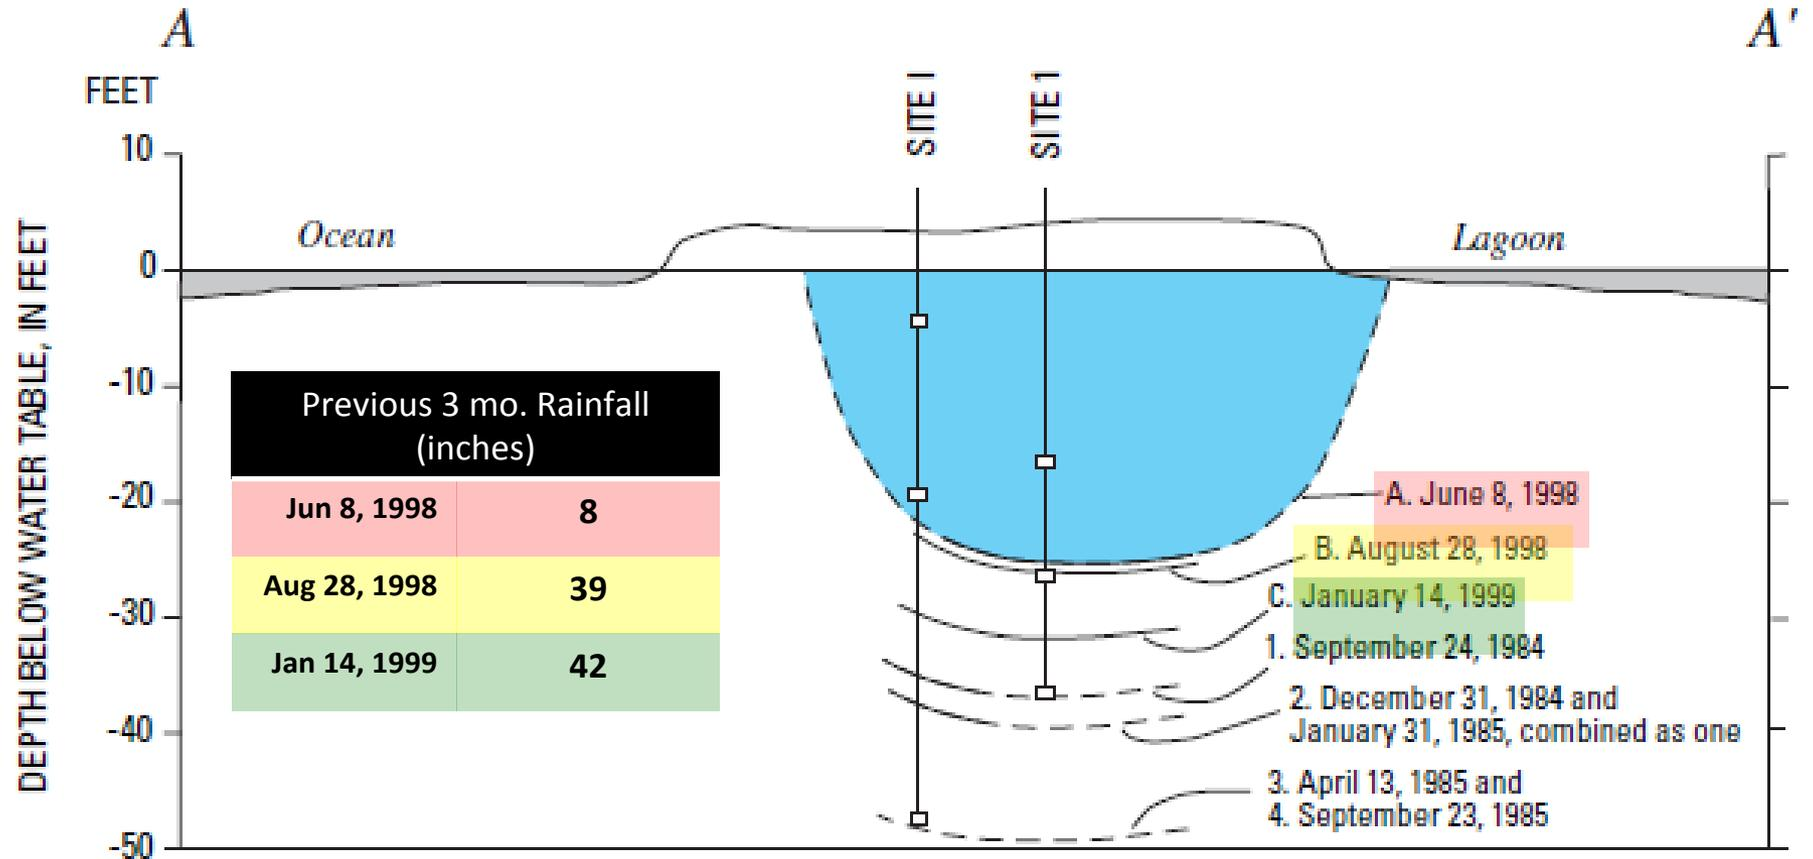 A
A'
FEET
SITE I
SITE 1
10
Ocean
Lagoon
0
-10
-20
-30
-40
-50
DEPTH BELOW WATER TABLE, IN FEET
Previous 3 mo. Rainfall
(inches)
Jun 8, 1998 8
Aug 28, 1998 39
Jan 14, 1999 42
A. June 8, 1998
B. August 28, 1998
C. January 14, 1999
1. September 24, 1984
2. December 31, 1984 and
January 31, 1985, combined as one
3. April 13, 1985 and
4. September 23, 1985